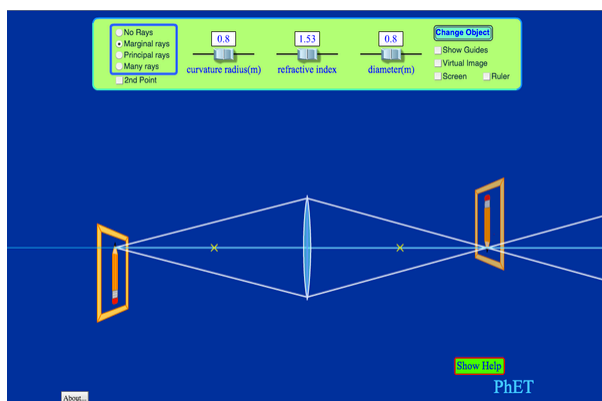 No Rays
Marginal rays
Principal rays
Many rays
2nd Point
0.8
curvature radius(m)
1.53
refractive index
0.8
diameter(m)
Change Object
Show Guides
Virtual Image
Screen Ruler
Show Help
PhET
About...